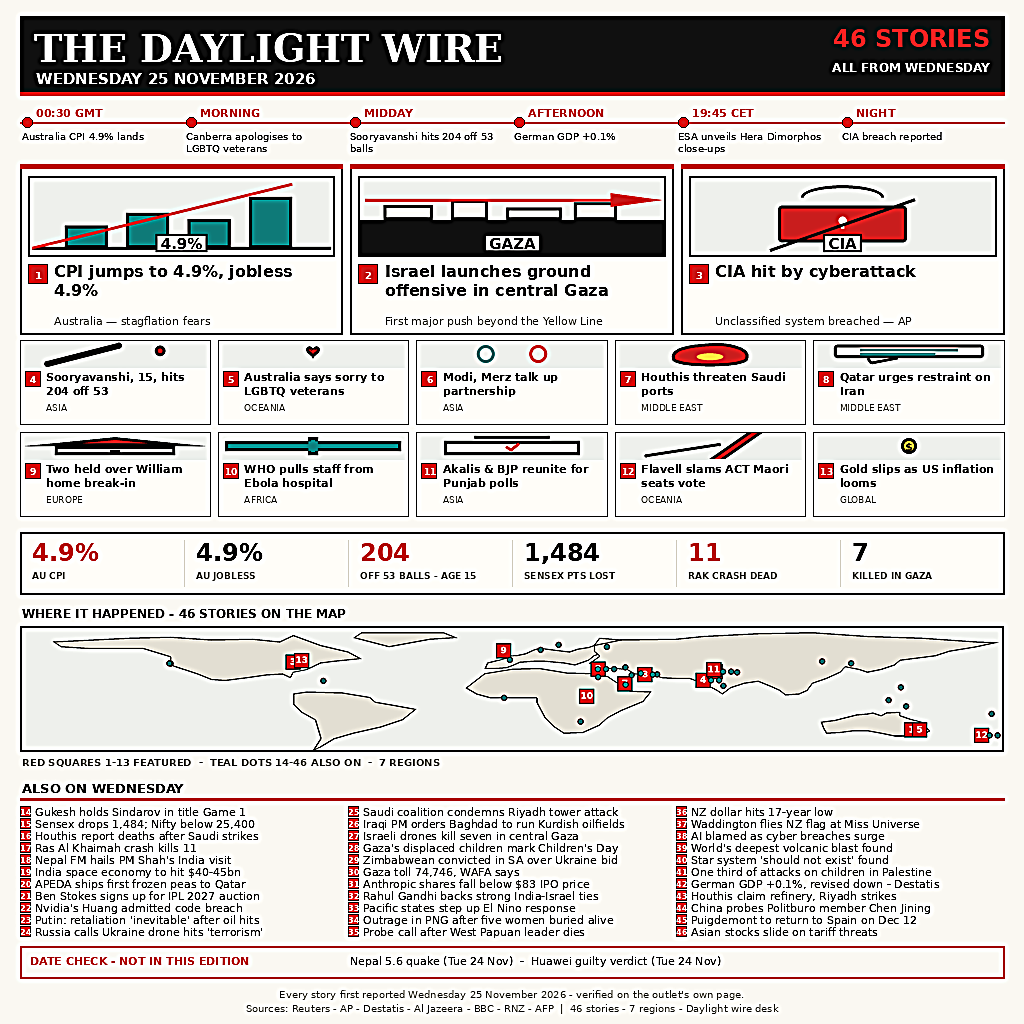 THE DAYLIGHT WIRE
WEDNESDAY 25 NOVEMBER 2026
46 STORIES
ALL FROM WEDNESDAY
00:30 GMT
Australia CPI 4.9% lands
MORNING
Canberra apologises to
LGBTQ veterans
MIDDAY
Sooryavanshi hits 204 off 53
balls
AFTERNOON
German GDP +0.1%
19:45 CET
ESA unveils Hera Dimorphos
close-ups
NIGHT
CIA breach reported
4.9%
1 CPI jumps to 4.9%, jobless
4.9%
Australia — stagflation fears
GAZA
2 Israel launches ground
offensive in central Gaza
First major push beyond the Yellow Line
CIA
3 CIA hit by cyberattack
Unclassified system breached — AP
4 Sooryavanshi, 15, hits
204 off 53
ASIA
5 Australia says sorry to
LGBTQ veterans
OCEANIA
6 Modi, Merz talk up
partnership
ASIA
7 Houthis threaten Saudi
ports
MIDDLE EAST
8 Qatar urges restraint on
Iran
MIDDLE EAST
9 Two held over William
home break-in
EUROPE
10 WHO pulls staff from
Ebola hospital
AFRICA
11 Akalis & BJP reunite for
Punjab polls
ASIA
12 Flavell slams ACT Maori
seats vote
OCEANIA
13 Gold slips as US inflation
looms
GLOBAL
4.9%
AU CPI
4.9%
AU JOBLESS
204
OFF 53 BALLS - AGE 15
1,484
SENSEX PTS LOST
11
RAK CRASH DEAD
7
KILLED IN GAZA
WHERE IT HAPPENED - 46 STORIES ON THE MAP
9
13
11
4
10
5
12
RED SQUARES 1-13 FEATURED - TEAL DOTS 14-46 ALSO ON - 7 REGIONS
ALSO ON WEDNESDAY
14 Gukesh holds Sindarov in title Game 1
15 Sensex drops 1,484; Nifty below 25,400
16 Houthis report deaths after Saudi strikes
17 Ras Al Khaimah crash kills 11
18 Nepal FM hails PM Shah's India visit
19 India space economy to hit $40-45bn
20 APEDA ships first frozen peas to Qatar
21 Ben Stokes signs up for IPL 2027 auction
22 Nvidia's Huang admitted code breach
23 Putin: retaliation 'inevitable' after oil hits
24 Russia calls Ukraine drone hits 'terrorism'
25 Saudi coalition condemns Riyadh tower attack
26 Iraqi PM orders Baghdad to run Kurdish oilfields
27 Israeli drones kill seven in central Gaza
28 Gaza's displaced children mark Children's Day
29 Zimbabwean convicted in SA over Ukraine bid
30 Gaza toll 74,746, WAFA says
31 Anthropic shares fall below $83 IPO price
32 Rahul Gandhi backs strong India-Israel ties
33 Pacific states step up El Nino response
34 Outrage in PNG after five women buried alive
35 Probe call after West Papuan leader dies
36 NZ dollar hits 17-year low
37 Waddington flies NZ flag at Miss Universe
38 AI blamed as cyber breaches surge
39 World's deepest volcanic blast found
40 Star system 'should not exist' found
41 One third of attacks on children in Palestine
42 German GDP +0.1%, revised down - Destatis
43 Houthis claim refinery, Riyadh strikes
44 China probes Politburo member Chen Jining
45 Puigdemont to return to Spain on Dec 12
46 Asian stocks slide on tariff threats
DATE CHECK - NOT IN THIS EDITION
Nepal 5.6 quake (Tue 24 Nov) – Huawei guilty verdict (Tue 24 Nov)
Every story first reported Wednesday 25 November 2026 - verified on the outlet's own page.
Sources: Reuters - AP - Destatis - Al Jazeera - BBC - RNZ - AFP | 46 stories - 7 regions - Daylight wire desk